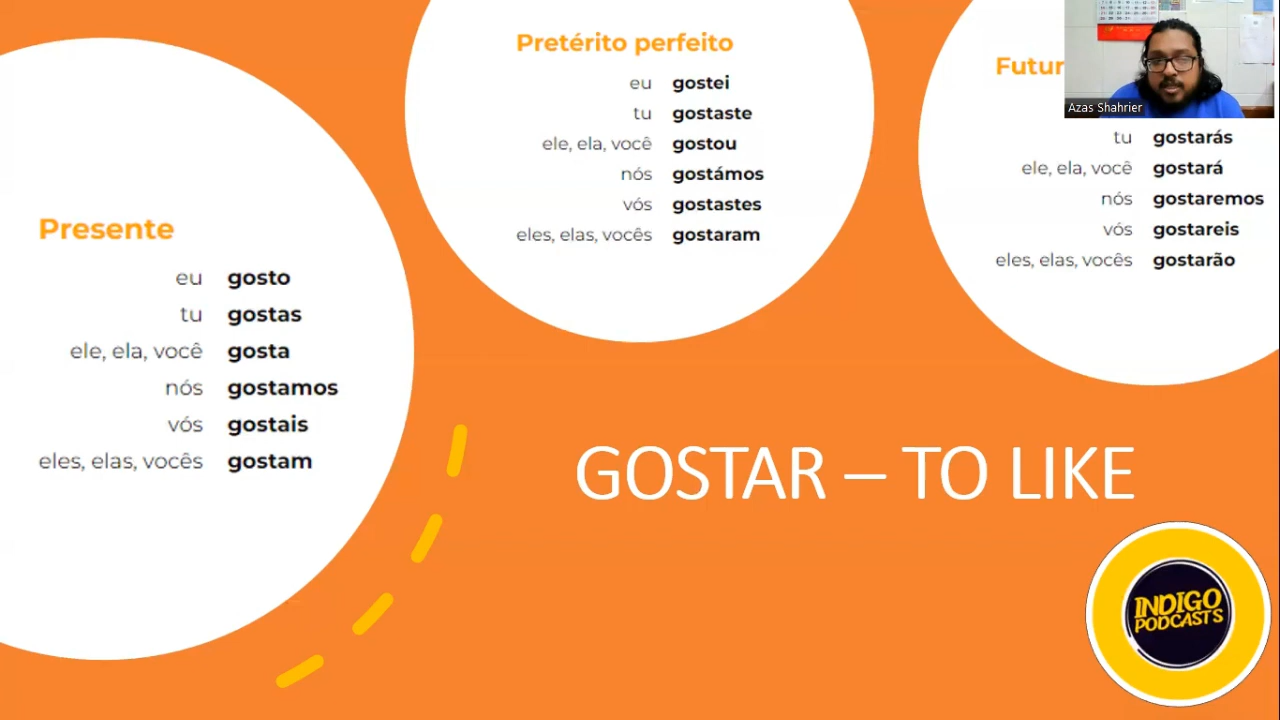 Presente
eu gosto
tu gostas
ele, ela, você gosta
nós gostamos
vós gostais
eles, elas, vocês gostam
Pretérito perfeito
eu gostei
tu gostaste
ele, ela, você gostou
nós gostámos
vós gostastes
eles, elas, vocês gostaram
Futur
tu gostarás
ele, ela, você gostará
nós gostaremos
vós gostareis
eles, elas, vocês gostarão
Azas Shahrier
GOSTAR – TO LIKE
INDIGO
PODCASTS